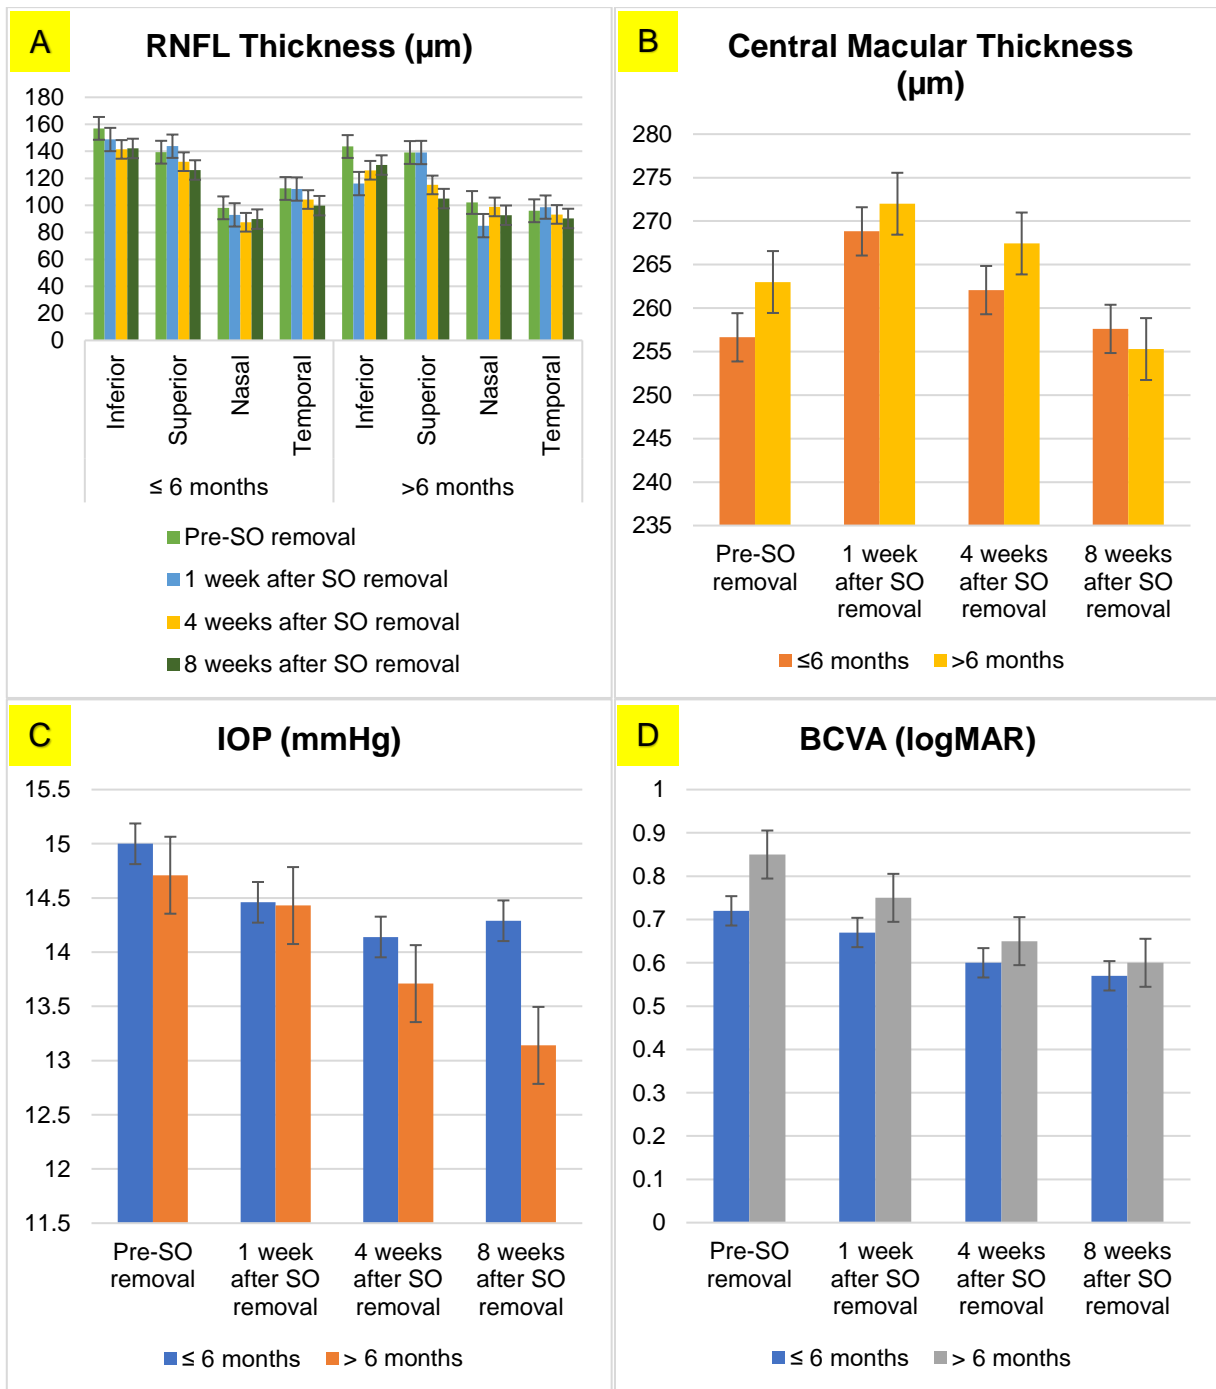 A
RNFL Thickness (µm)
180
160
140
120
100
80
60
40
20
0
Inferior
Superior
Nasal
Temporal
Inferior
Superior
Nasal
Temporal
≤ 6 months
>6 months
Pre-SO removal
1 week after SO removal
4 weeks after SO removal
8 weeks after SO removal
B
Central Macular Thickness
(µm)
280
275
270
265
260
255
250
245
240
235
Pre-SO
removal
1 week
after SO
removal
4 weeks
after SO
removal
8 weeks
after SO
removal
≤6 months
>6 months
C
IOP (mmHg)
15.5
15
14.5
14
13.5
13
12.5
12
11.5
Pre-SO
removal
1 week
after SO
removal
4 weeks
after SO
removal
8 weeks
after SO
removal
≤ 6 months
> 6 months
D
BCVA (logMAR)
1
0.9
0.8
0.7
0.6
0.5
0.4
0.3
0.2
0.1
0
Pre-SO
removal
1 week
after SO
removal
4 weeks
after SO
removal
8 weeks
after SO
removal
≤ 6 months
> 6 months